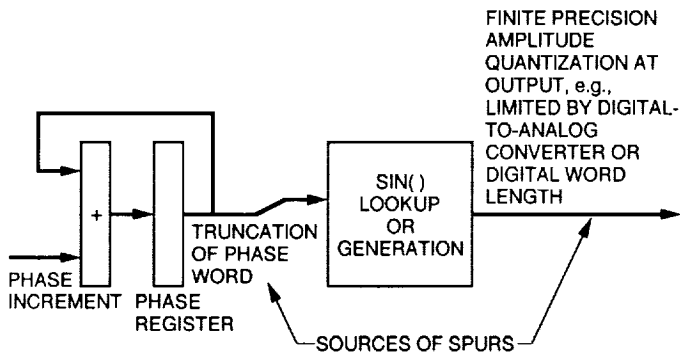 FINITE PRECISION
AMPLITUDE
QUANTIZATION AT
OUTPUT, e.g.,
LIMITED BY DIGITAL-
TO-ANALOG
CONVERTER OR
DIGITAL WORD
LENGTH
+
SIN( )
LOOKUP
OR
GENERATION
TRUNCATION
OF PHASE
WORD
PHASE
INCREMENT
PHASE
REGISTER
SOURCES OF SPURS